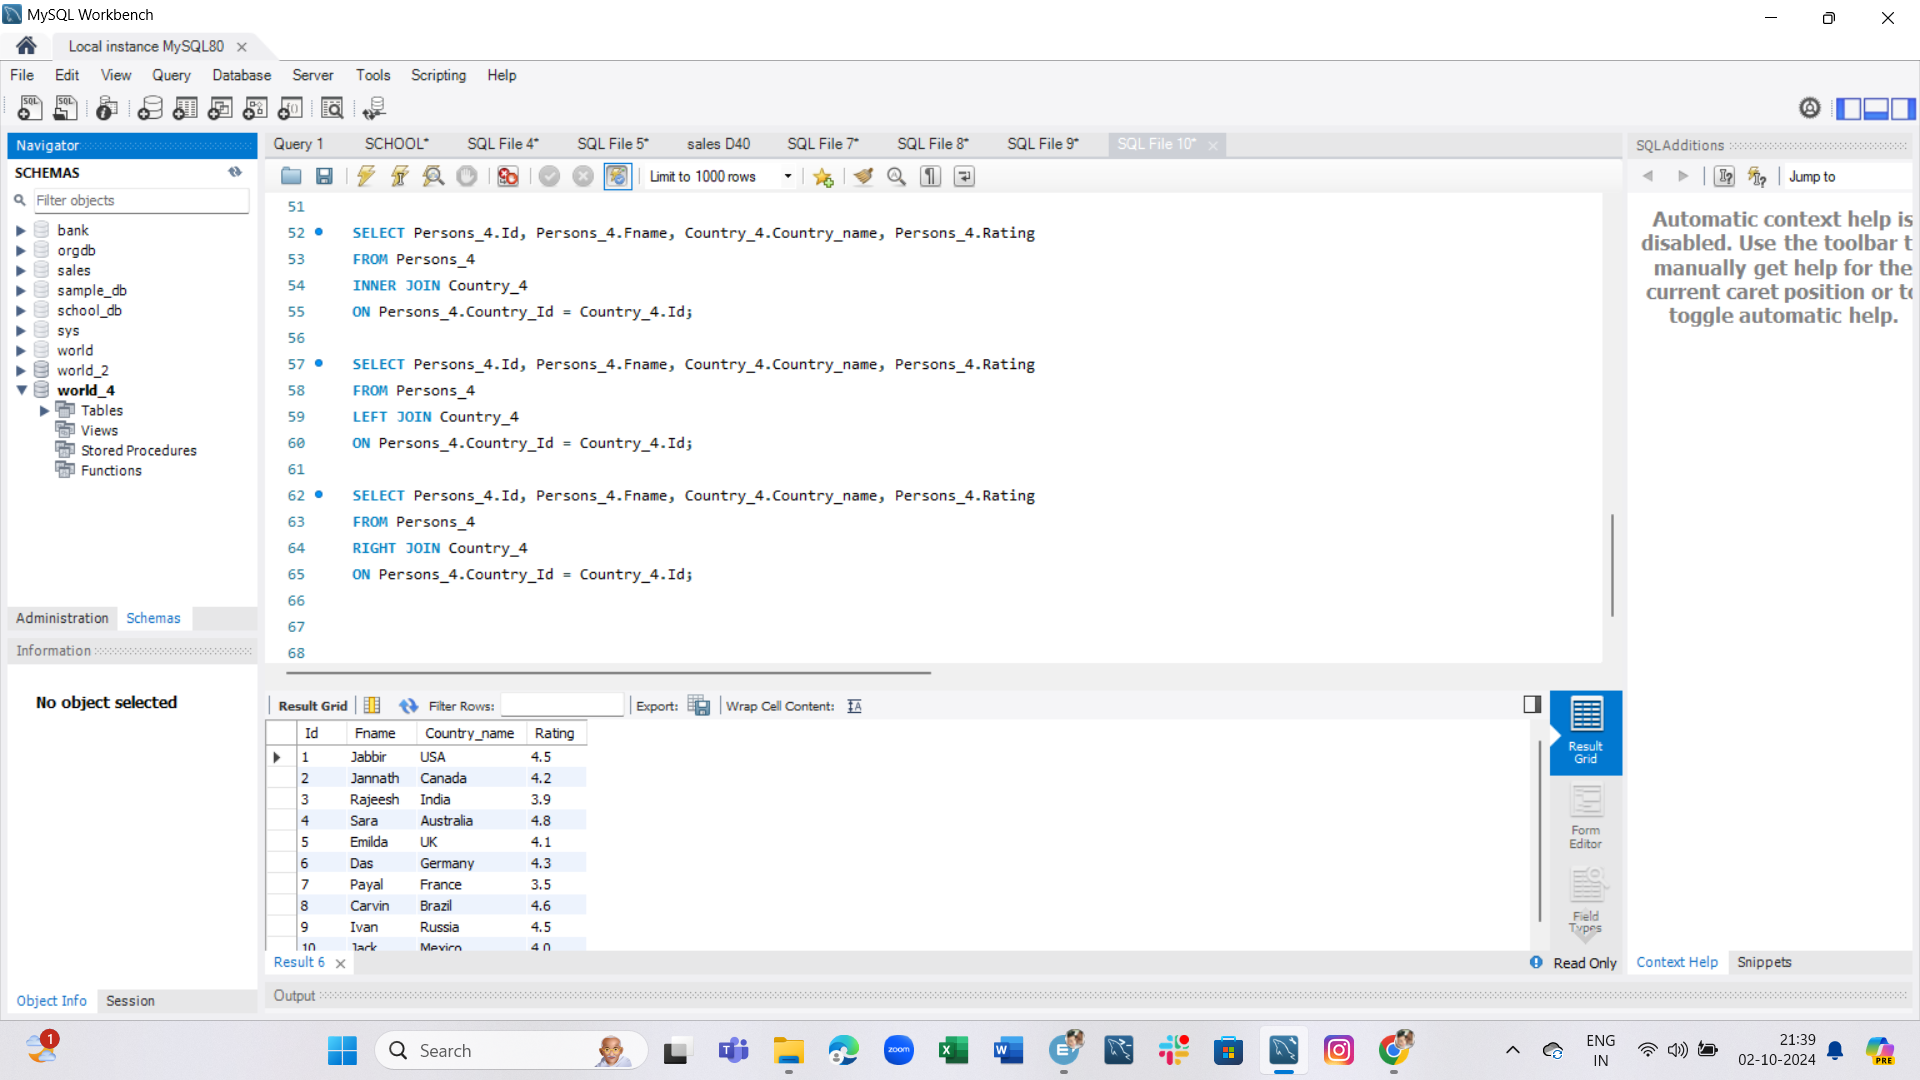 MySQL Workbench
Local instance MySQL80
File Edit View Query Database Server Tools Scripting Help
Navigator
SCHEMAS
Filter objects
bank
orgdb
sales
sample_db
school_db
sys
world
world_2
world_4
Tables
Views
Stored Procedures
Functions
Administration Schemas
Information
No object selected
Object Info Session
Query 1 SCHOOL* SQL File 4* SQL File 5* sales D40 SQL File 7* SQL File 8* SQL File 9* SQL File 10*
Limit to 1000 rows
51
52 SELECT Persons_4.Id, Persons_4.Fname, Country_4.Country_name, Persons_4.Rating
53 FROM Persons_4
54 INNER JOIN Country_4
55 ON Persons_4.Country_Id = Country_4.Id;
56
57 SELECT Persons_4.Id, Persons_4.Fname, Country_4.Country_name, Persons_4.Rating
58 FROM Persons_4
59 LEFT JOIN Country_4
60 ON Persons_4.Country_Id = Country_4.Id;
61
62 SELECT Persons_4.Id, Persons_4.Fname, Country_4.Country_name, Persons_4.Rating
63 FROM Persons_4
64 RIGHT JOIN Country_4
65 ON Persons_4.Country_Id = Country_4.Id;
66
67
68
Result Grid Filter Rows: Export: Wrap Cell Content:
Id Fname Country_name Rating
1 Jabbir USA 4.5
2 Jannath Canada 4.2
3 Rajeesh India 3.9
4 Sara Australia 4.8
5 Emilda UK 4.1
6 Das Germany 4.3
7 Payal France 3.5
8 Carvin Brazil 4.6
9 Ivan Russia 4.5
10 Jack Mexico 4.0
Result
Grid
Form
Editor
Field
Types
Result 6
Read Only
Output
SQLAdditions
Jump to
Automatic context help is
disabled. Use the toolbar t
manually get help for the
current caret position or to
toggle automatic help.
Context Help Snippets
1
Search
zoom
ENG
IN
21:39
02-10-2024
PRE